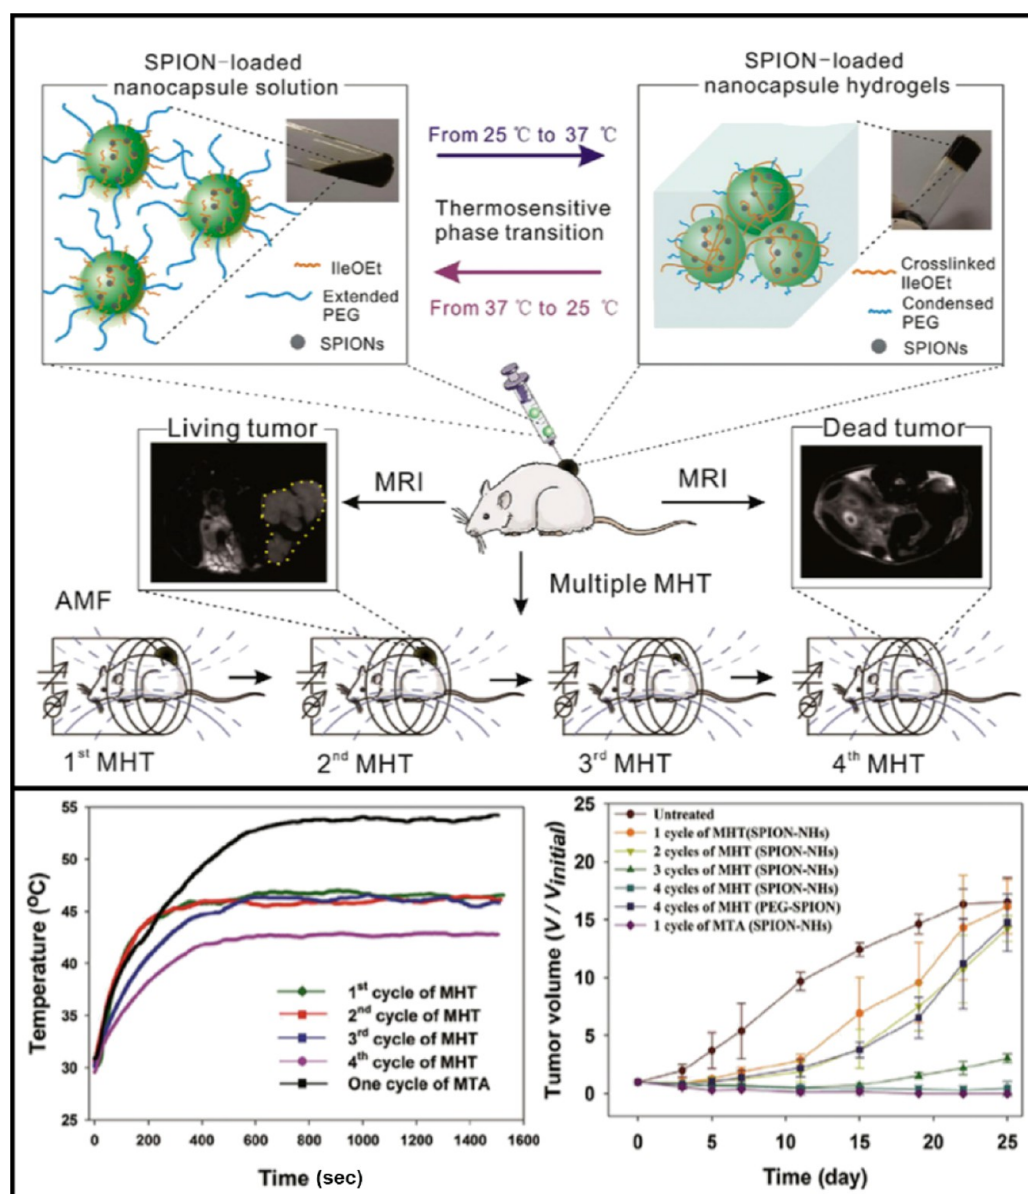 SPION-loaded
nanocapsule solution
SPION-loaded
nanocapsule hydrogels
From 25 ℃ to 37 ℃
Thermosensitive
phase transition
From 37 ℃ to 25 ℃
IleOEt
Extended
PEG
SPIONs
Crosslinked
IleOEt
Condensed
PEG
SPIONs
Living tumor
MRI
MRI
Dead tumor
Multiple MHT
AMF
1st MHT
2nd MHT
3rd MHT
4th MHT
Temperature (oC)
55
50
45
40
35
30
25
1st cycle of MHT
2nd cycle of MHT
3rd cycle of MHT
4th cycle of MHT
One cycle of MTA
0 200 400 600 800 1000 1200 1400 1600
Time (sec)
Tumor volume (V / Vinitial)
25
20
15
10
5
0
Untreated
1 cycle of MHT(SPION-NHs)
2 cycles of MHT (SPION-NHs)
3 cycles of MHT (SPION-NHs)
4 cycles of MHT (SPION-NHs)
4 cycles of MHT (PEG-SPION)
1 cycle of MTA (SPION-NHs)
0 5 10 15 20 25
Time (day)